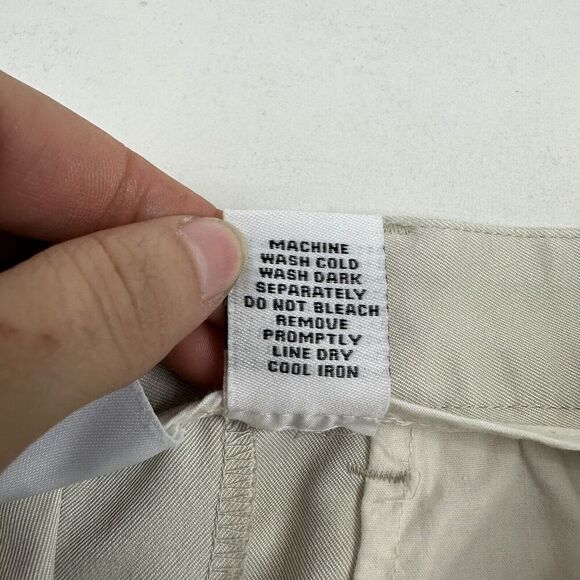 MACHINE
WASH COLD
WASH DARK
SEPARATELY
DO NOT BLEACH
REMOVE
PROMPTLY
LINE DRY
COOL IRON